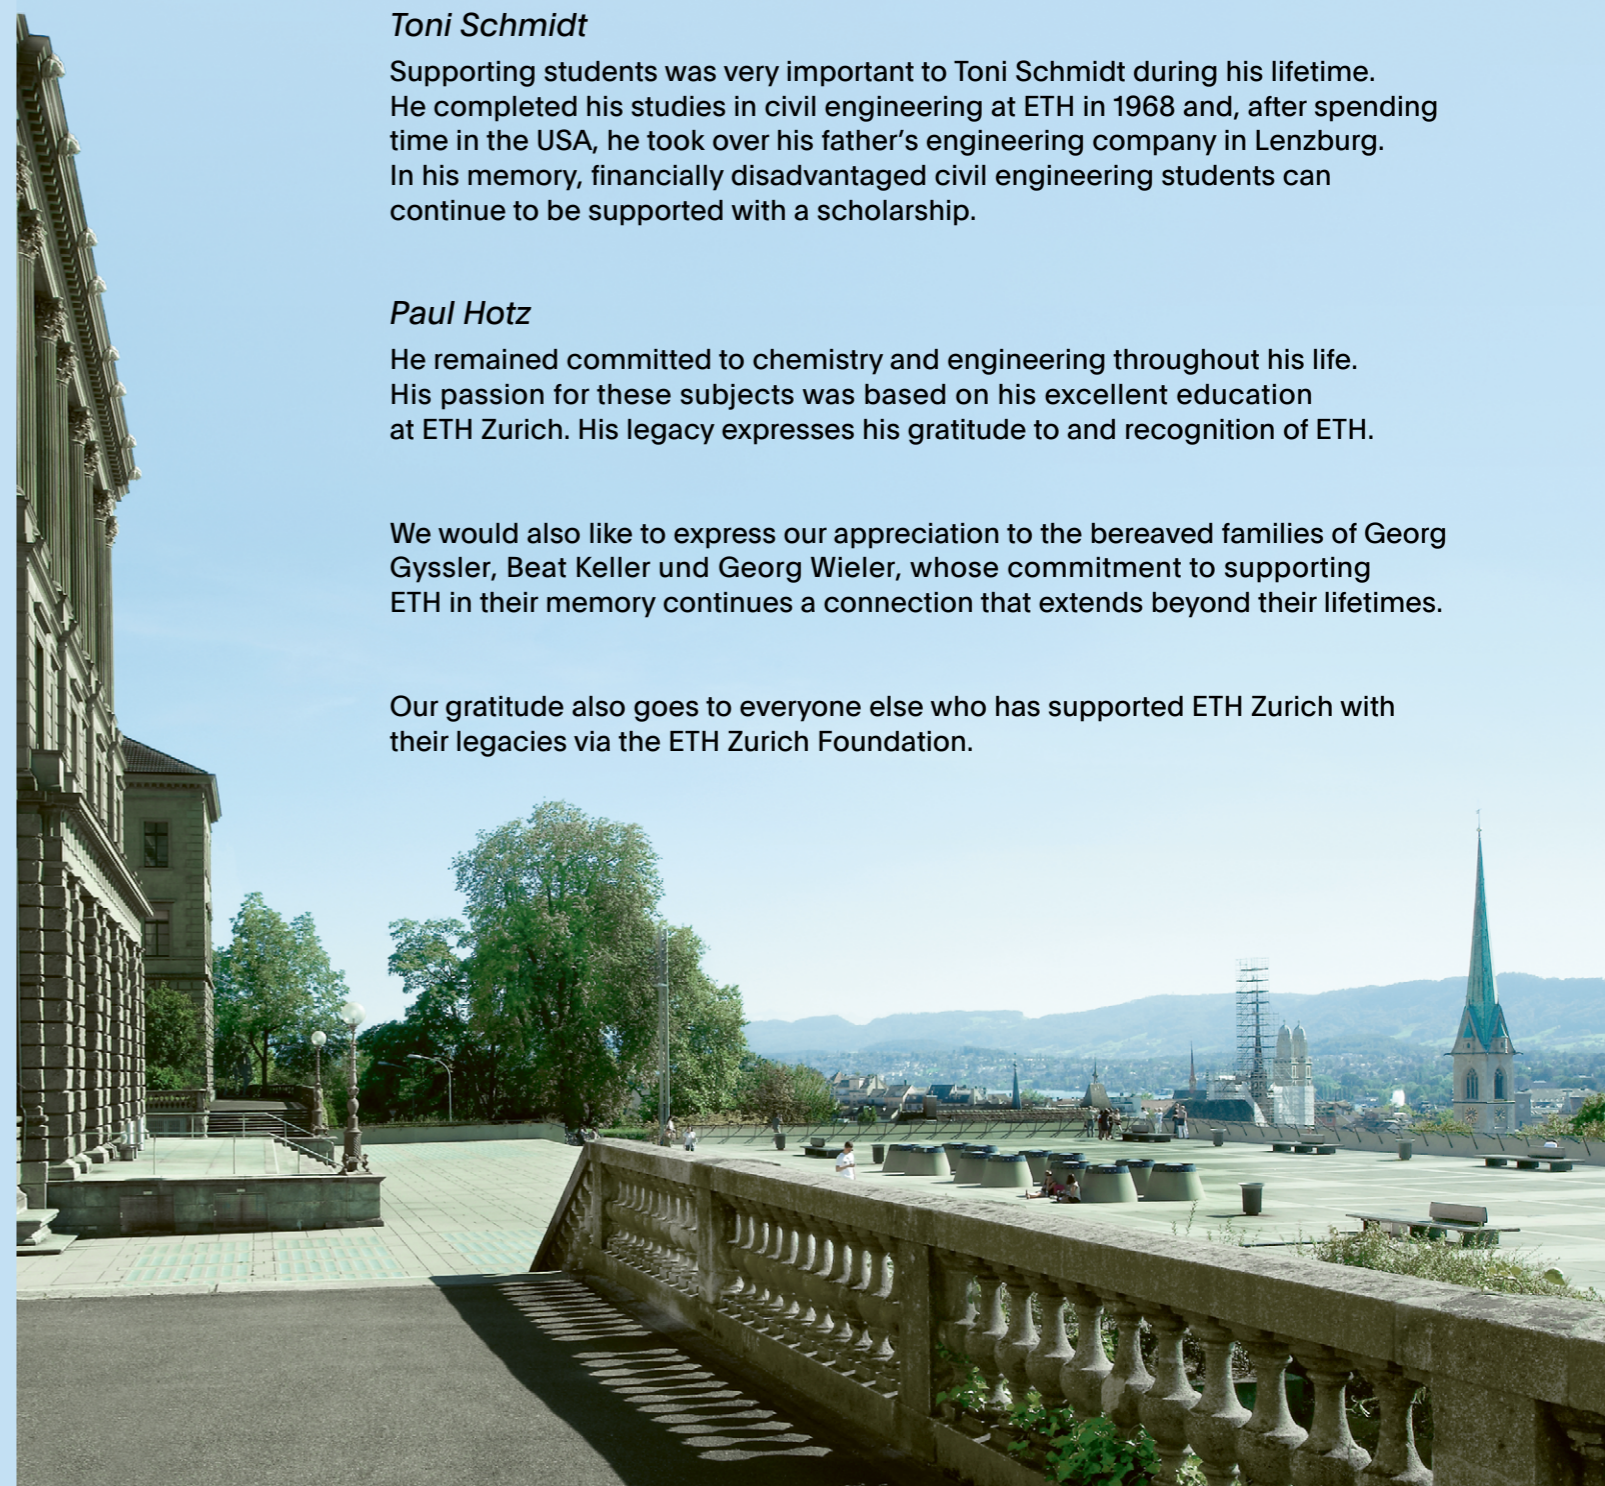 Toni Schmidt
Supporting students was very important to Toni Schmidt during his lifetime.
He completed his studies in civil engineering at ETH in 1968 and, after spending
time in the USA, he took over his father’s engineering company in Lenzburg.
In his memory, financially disadvantaged civil engineering students can
continue to be supported with a scholarship.
Paul Hotz
He remained committed to chemistry and engineering throughout his life.
His passion for these subjects was based on his excellent education
at ETH Zurich. His legacy expresses his gratitude to and recognition of ETH.
We would also like to express our appreciation to the bereaved families of Georg
Gyssler, Beat Keller und Georg Wieler, whose commitment to supporting
ETH in their memory continues a connection that extends beyond their lifetimes.
Our gratitude also goes to everyone else who has supported ETH Zurich with
their legacies via the ETH Zurich Foundation.